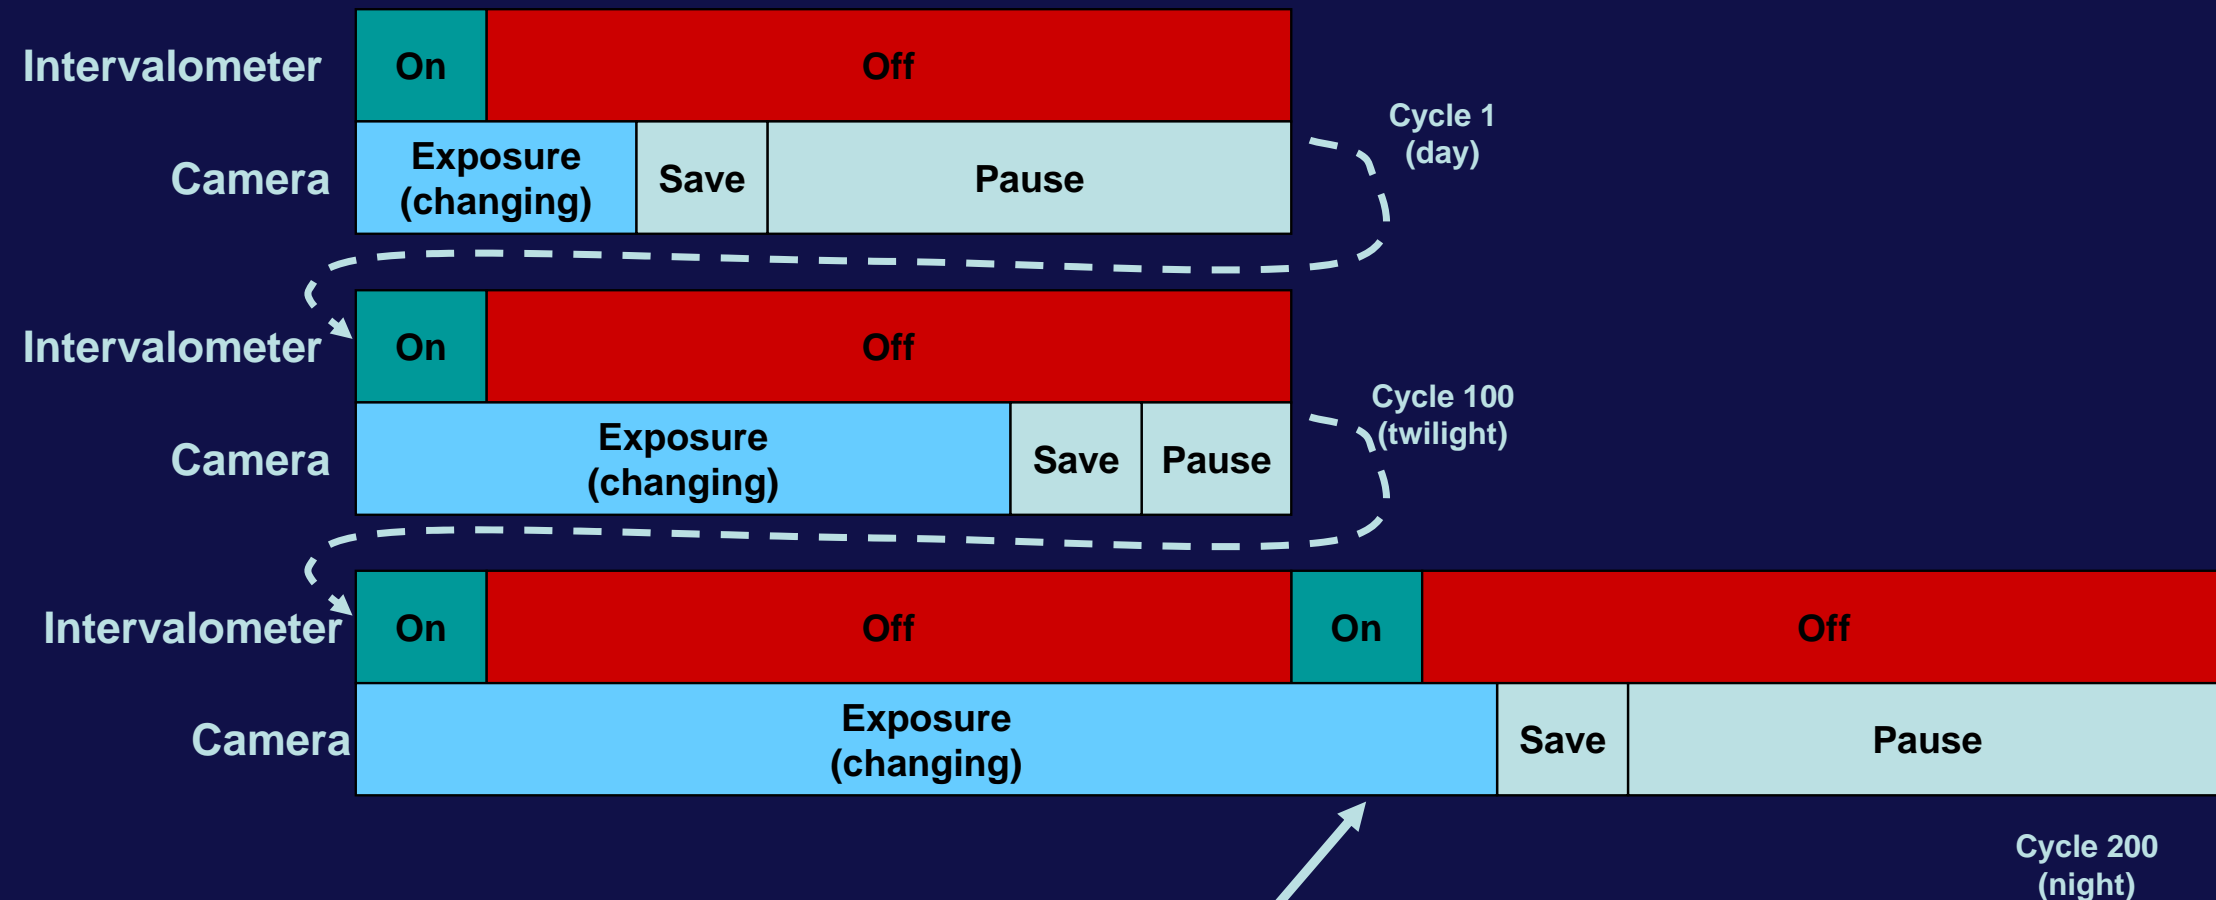 Intervalometer
On
Off
Cycle 1
(day)
Camera
Exposure
(changing)
Save
Pause
Intervalometer
On
Off
Cycle 100
(twilight)
Camera
Exposure
(changing)
Save
Pause
Intervalometer
On
Off
On
Off
Camera
Exposure
(changing)
Save
Pause
Cycle 200
(night)